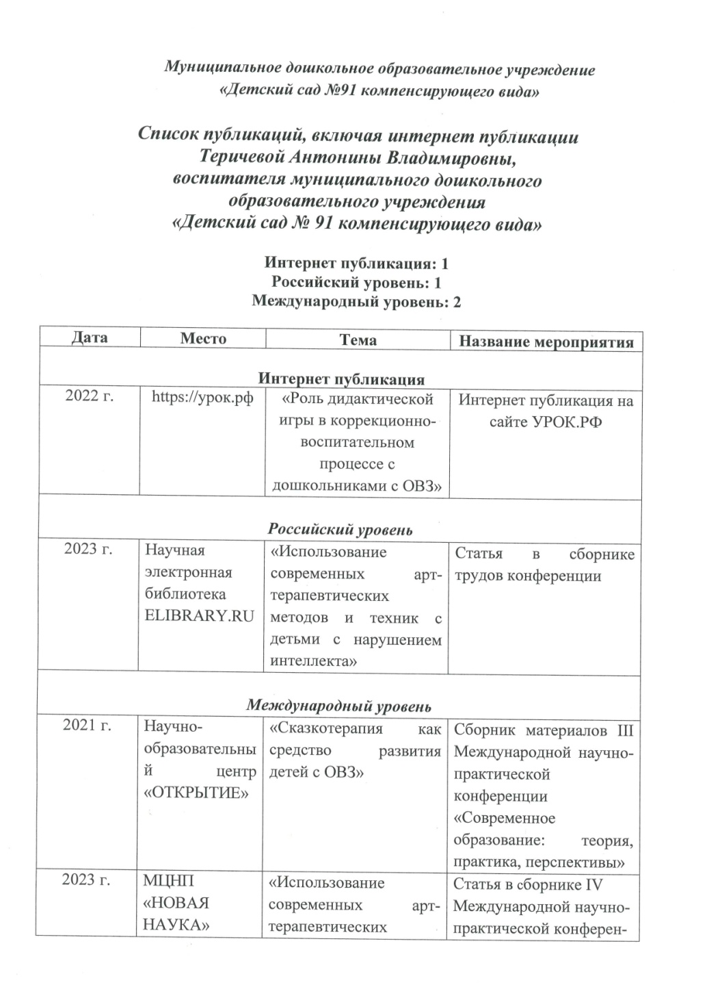 Муниципальное дошкольное образовательное учреждение
«Детский сад №91 компенсирующего вида»
Список публикаций, включая интернет публикации
Теричевой Антонины Владимировны,
воспитателя муниципального дошкольного
образовательного учреждения
«Детский сад № 91 компенсирующего вида»
Интернет публикация: 1
Российский уровень: 1
Международный уровень: 2
Дата Место Тема Название мероприятия
Интернет публикация
2022 г.
https://урок.рф
«Роль дидактической
игры в коррекционно-
воспитательном
процессе с
дошкольниками с ОВЗ»
Интернет публикация на
сайте УРОК.РФ
Российский уровень
2023 г.
Научная
электронная
библиотека
ELIBRARY.RU
«Использование
современных арт-
терапевтических
методов и техник с
детьми с нарушением
интеллекта»
Статья в сборнике
трудов конференции
Международный уровень
2021 г.
Научно-
образовательны
й центр
«ОТКРЫТИЕ»
«Сказкотерапия как
средство развития
детей с ОВЗ»
Сборник материалов III
Международной научно-
практической
конференции
«Современное
образование: теория,
практика, перспективы»
2023 г.
МЦНП
«НОВАЯ
НАУКА»
«Использование
современных арт-
терапевтических
Статья в сборнике IV
Международной научно-
практической конферен-